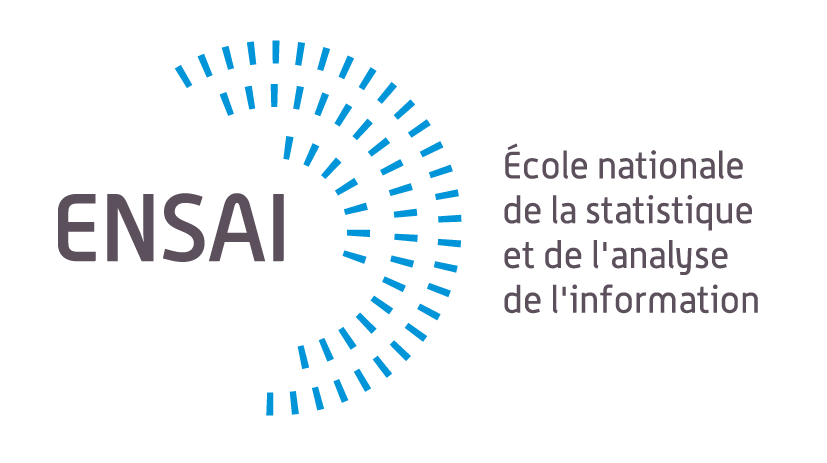 ENSAI
École nationale
de la statistique
et de l'analyse
de l'information